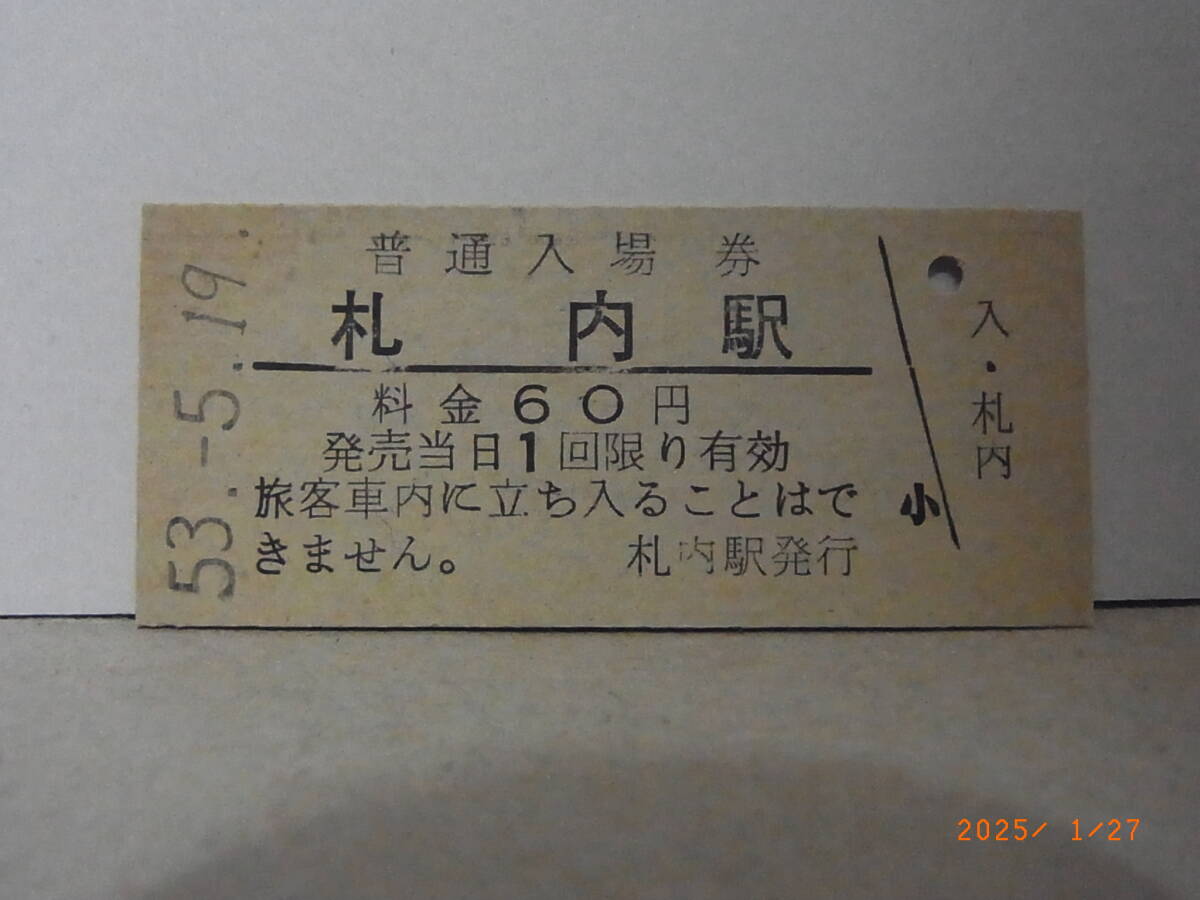 普通入場券
札内駅
料金60円
発売当日1回限り有効
旅客車内に立ち入ることはで
きません。 札内駅発行
小
入・札内
53.-5.19.
2025/ 1/27